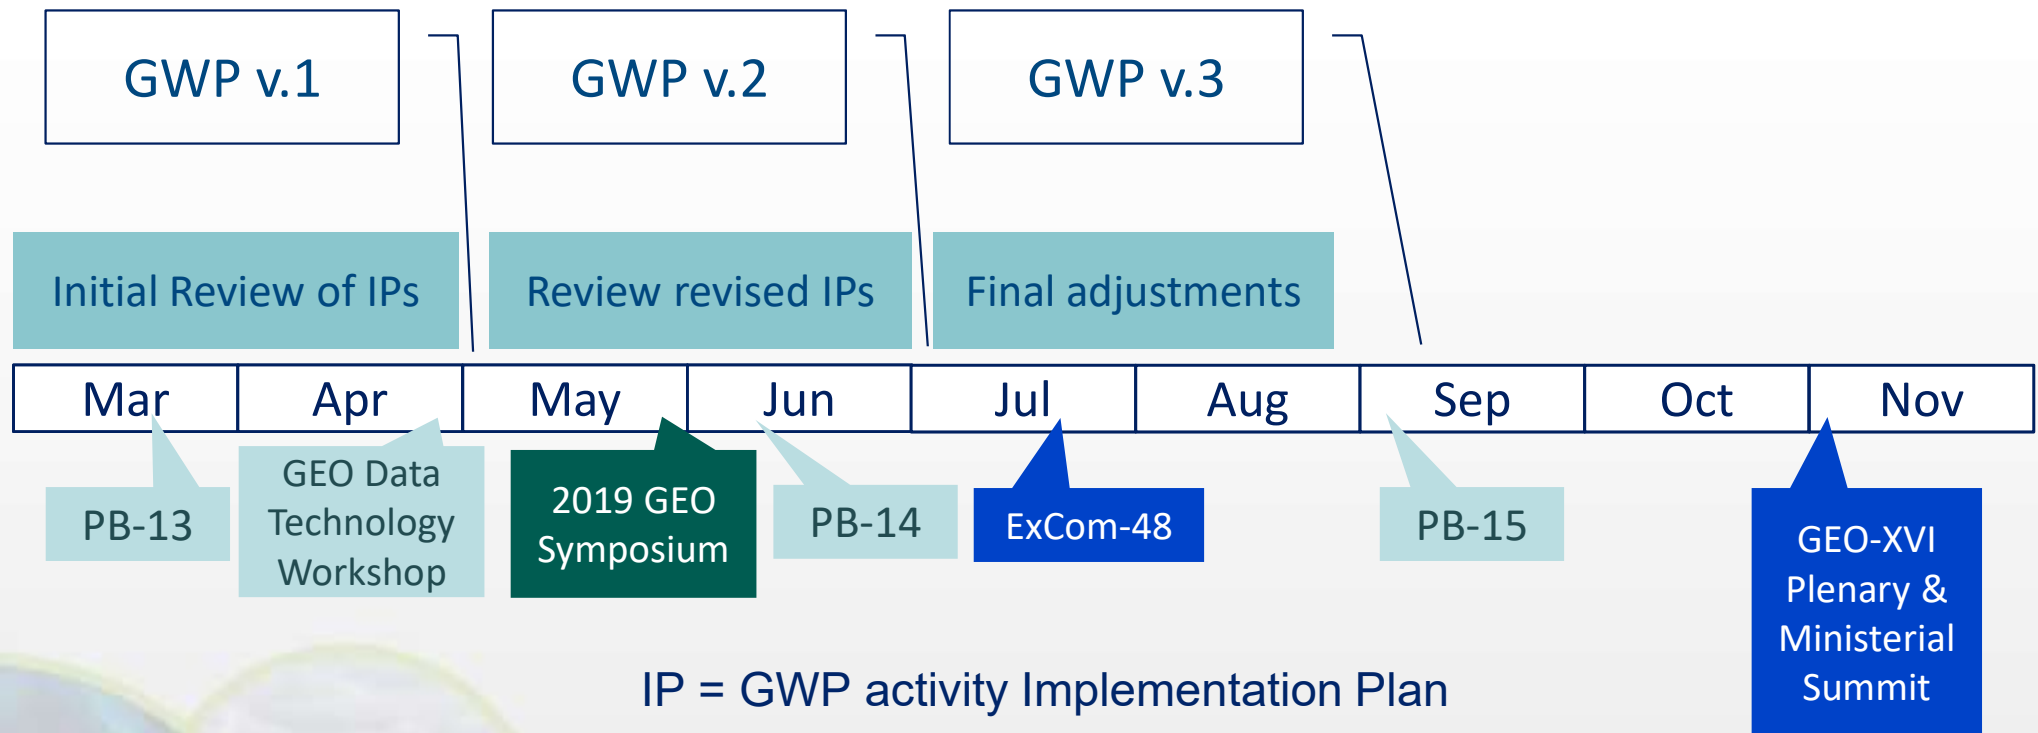 GWP v.1
GWP v.2
GWP v.3
Initial Review of IPs
Review revised IPs
Final adjustments
Mar
Apr
May
Jun
Jul
Aug
Sep
Oct
Nov
PB-13
GEO Data
Technology
Workshop
2019 GEO
Symposium
PB-14
ExCom-48
PB-15
GEO-XVI
Plenary &
Ministerial
Summit
IP = GWP activity Implementation Plan